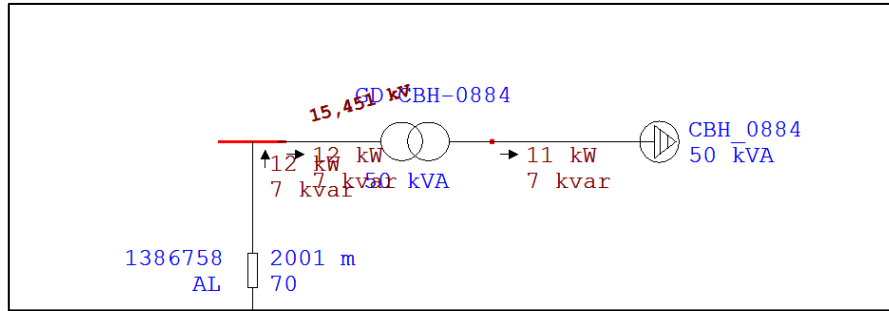 15,451 kV
GD CBH-0884
CBH_0884
50 kVA
12 kW
7 kvar
12 kW
7 kvar
50 kVA
11 kW
7 kvar
1386758
AL
2001 m
70